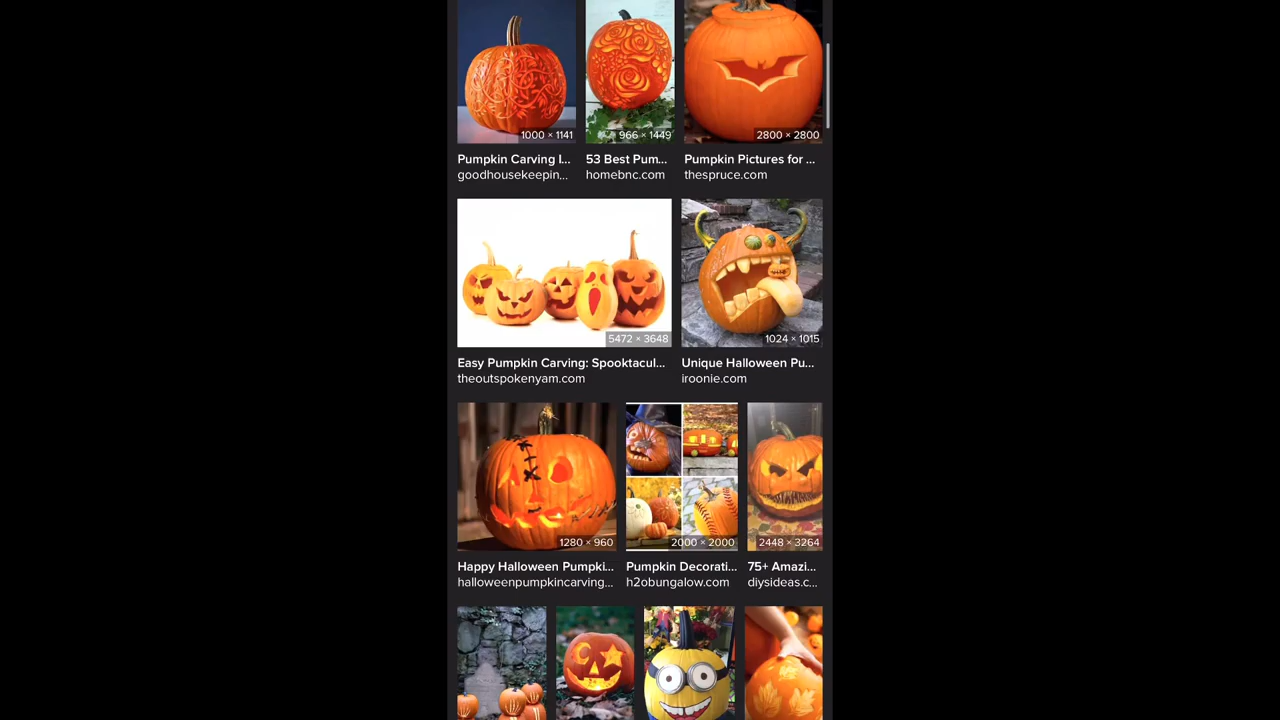 1000 × 1141
966 × 1449
2800 × 2800
Pumpkin Carving I...
53 Best Pum...
Pumpkin Pictures for ...
goodhousekeepin...
homebnc.com
thespruce.com
5472 × 3648
1024 × 1015
Easy Pumpkin Carving: Spooktacul...
Unique Halloween Pu...
theoutspokenyam.com
iroonie.com
1280 × 960
2000 × 2000
2448 × 3264
Happy Halloween Pumpki...
Pumpkin Decorati...
75+ Amazi...
halloweenpumpkincarving...
h2obungalow.com
diysideas.c...